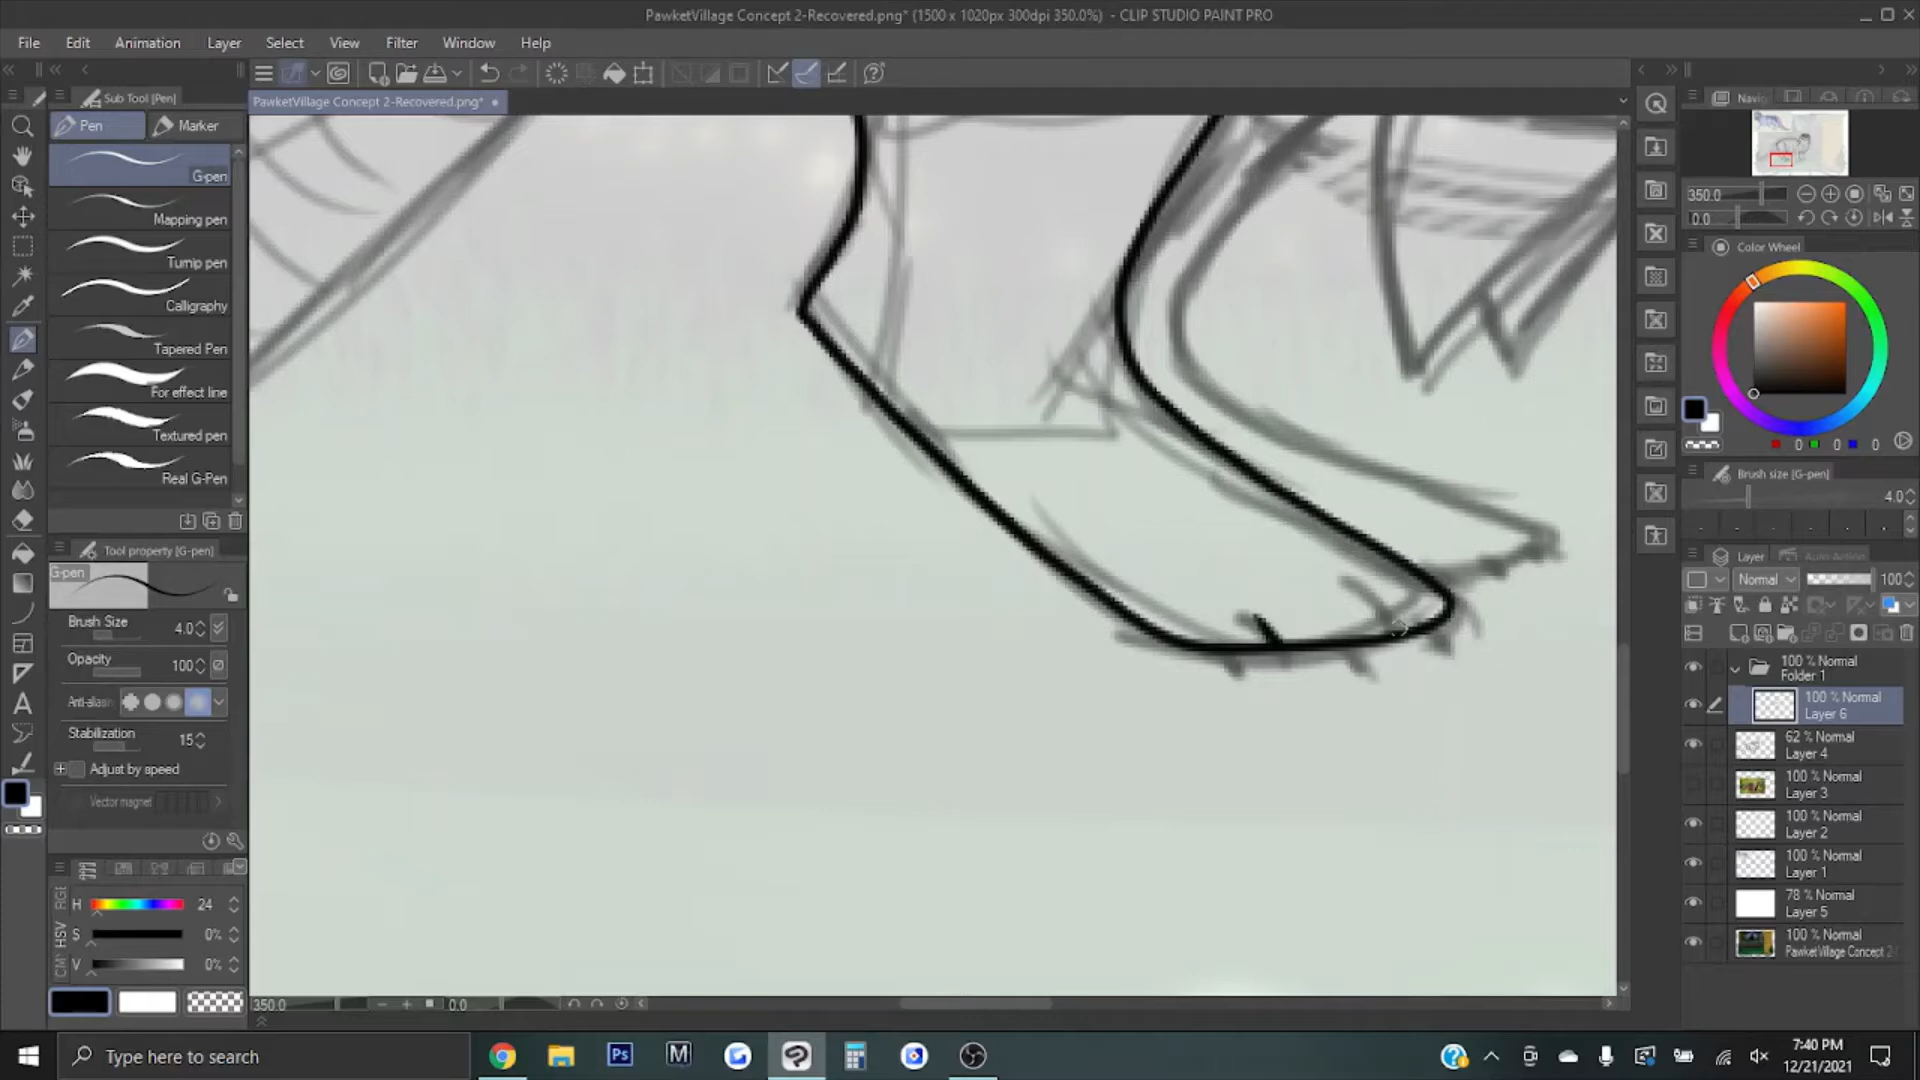 PawketVillage Concept 2-Recovered.png* (1500 x 1020px 300dpi 350.0%) - CLIP STUDIO PAINT PRO
File Edit Animation Layer Select View Filter Window Help
Sub Tool [Pen]
PawketVillage Concept 2-Recovered.png*
Pen Marker
G-pen
Mapping pen
Turnip pen
Calligraphy
Tapered Pen
For effect line
Textured pen
Real G-Pen
Tool property [G-pen]
G-pen
Brush Size 4.0
Opacity 100
Stabilization 15
Adjust by speed
Vector magnet
RGB
HSV
H 24
S 0%
V 0%
350.0 0.0
350.0
0.0
Color Wheel
0 0 0
Brush size [G-pen]
4.0
Layer Auto Action
Normal 100
100 % Normal
Folder 1
100 % Normal
Layer 6
62 % Normal
Layer 4
100 % Normal
Layer 3
100 % Normal
Layer 2
100 % Normal
Layer 1
78 % Normal
Layer 5
100 % Normal
PawketVillage Concept 2-
Type here to search
Ps
M
7:40 PM
12/21/2021